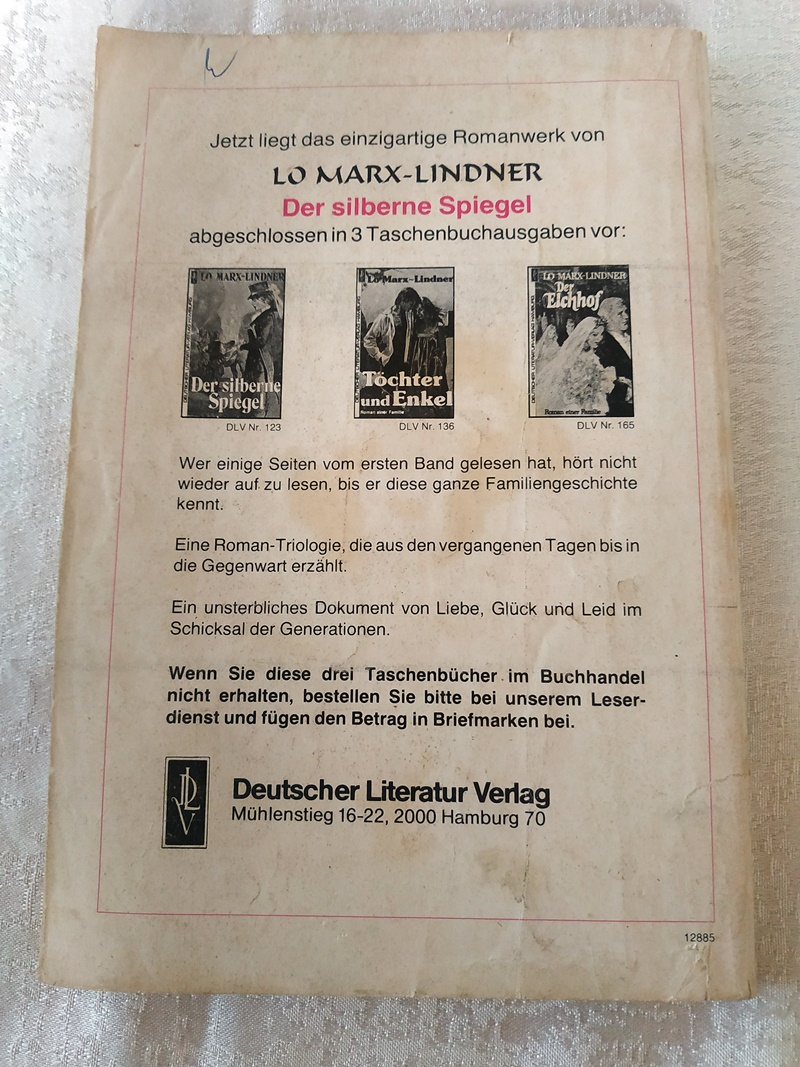 Jetzt liegt das einzigartige Romanwerk von
LO MARX-LINDNER
Der silberne Spiegel
abgeschlossen in 3 Taschenbuchausgaben vor:
LO MARX-LINDNER
Der silberne
Spiegel
DLV Nr. 123
Lo Marx-Lindner
Töchter
und Enkel
Roman einer Familie
DLV Nr. 136
LO MARX-LINDNER
Der
Elchhof
Roman einer Familie
DLV Nr. 165
Wer einige Seiten vom ersten Band gelesen hat, hört nicht
wieder auf zu lesen, bis er diese ganze Familiengeschichte
kennt.
Eine Roman-Triologie, die aus den vergangenen Tagen bis in
die Gegenwart erzählt.
Ein unsterbliches Dokument von Liebe, Glück und Leid im
Schicksal der Generationen.
Wenn Sie diese drei Taschenbücher im Buchhandel
nicht erhalten, bestellen Sie bitte bei unserem Leser-
dienst und fügen den Betrag in Briefmarken bei.
DLV
Deutscher Literatur Verlag
Mühlenstieg 16-22, 2000 Hamburg 70
12885